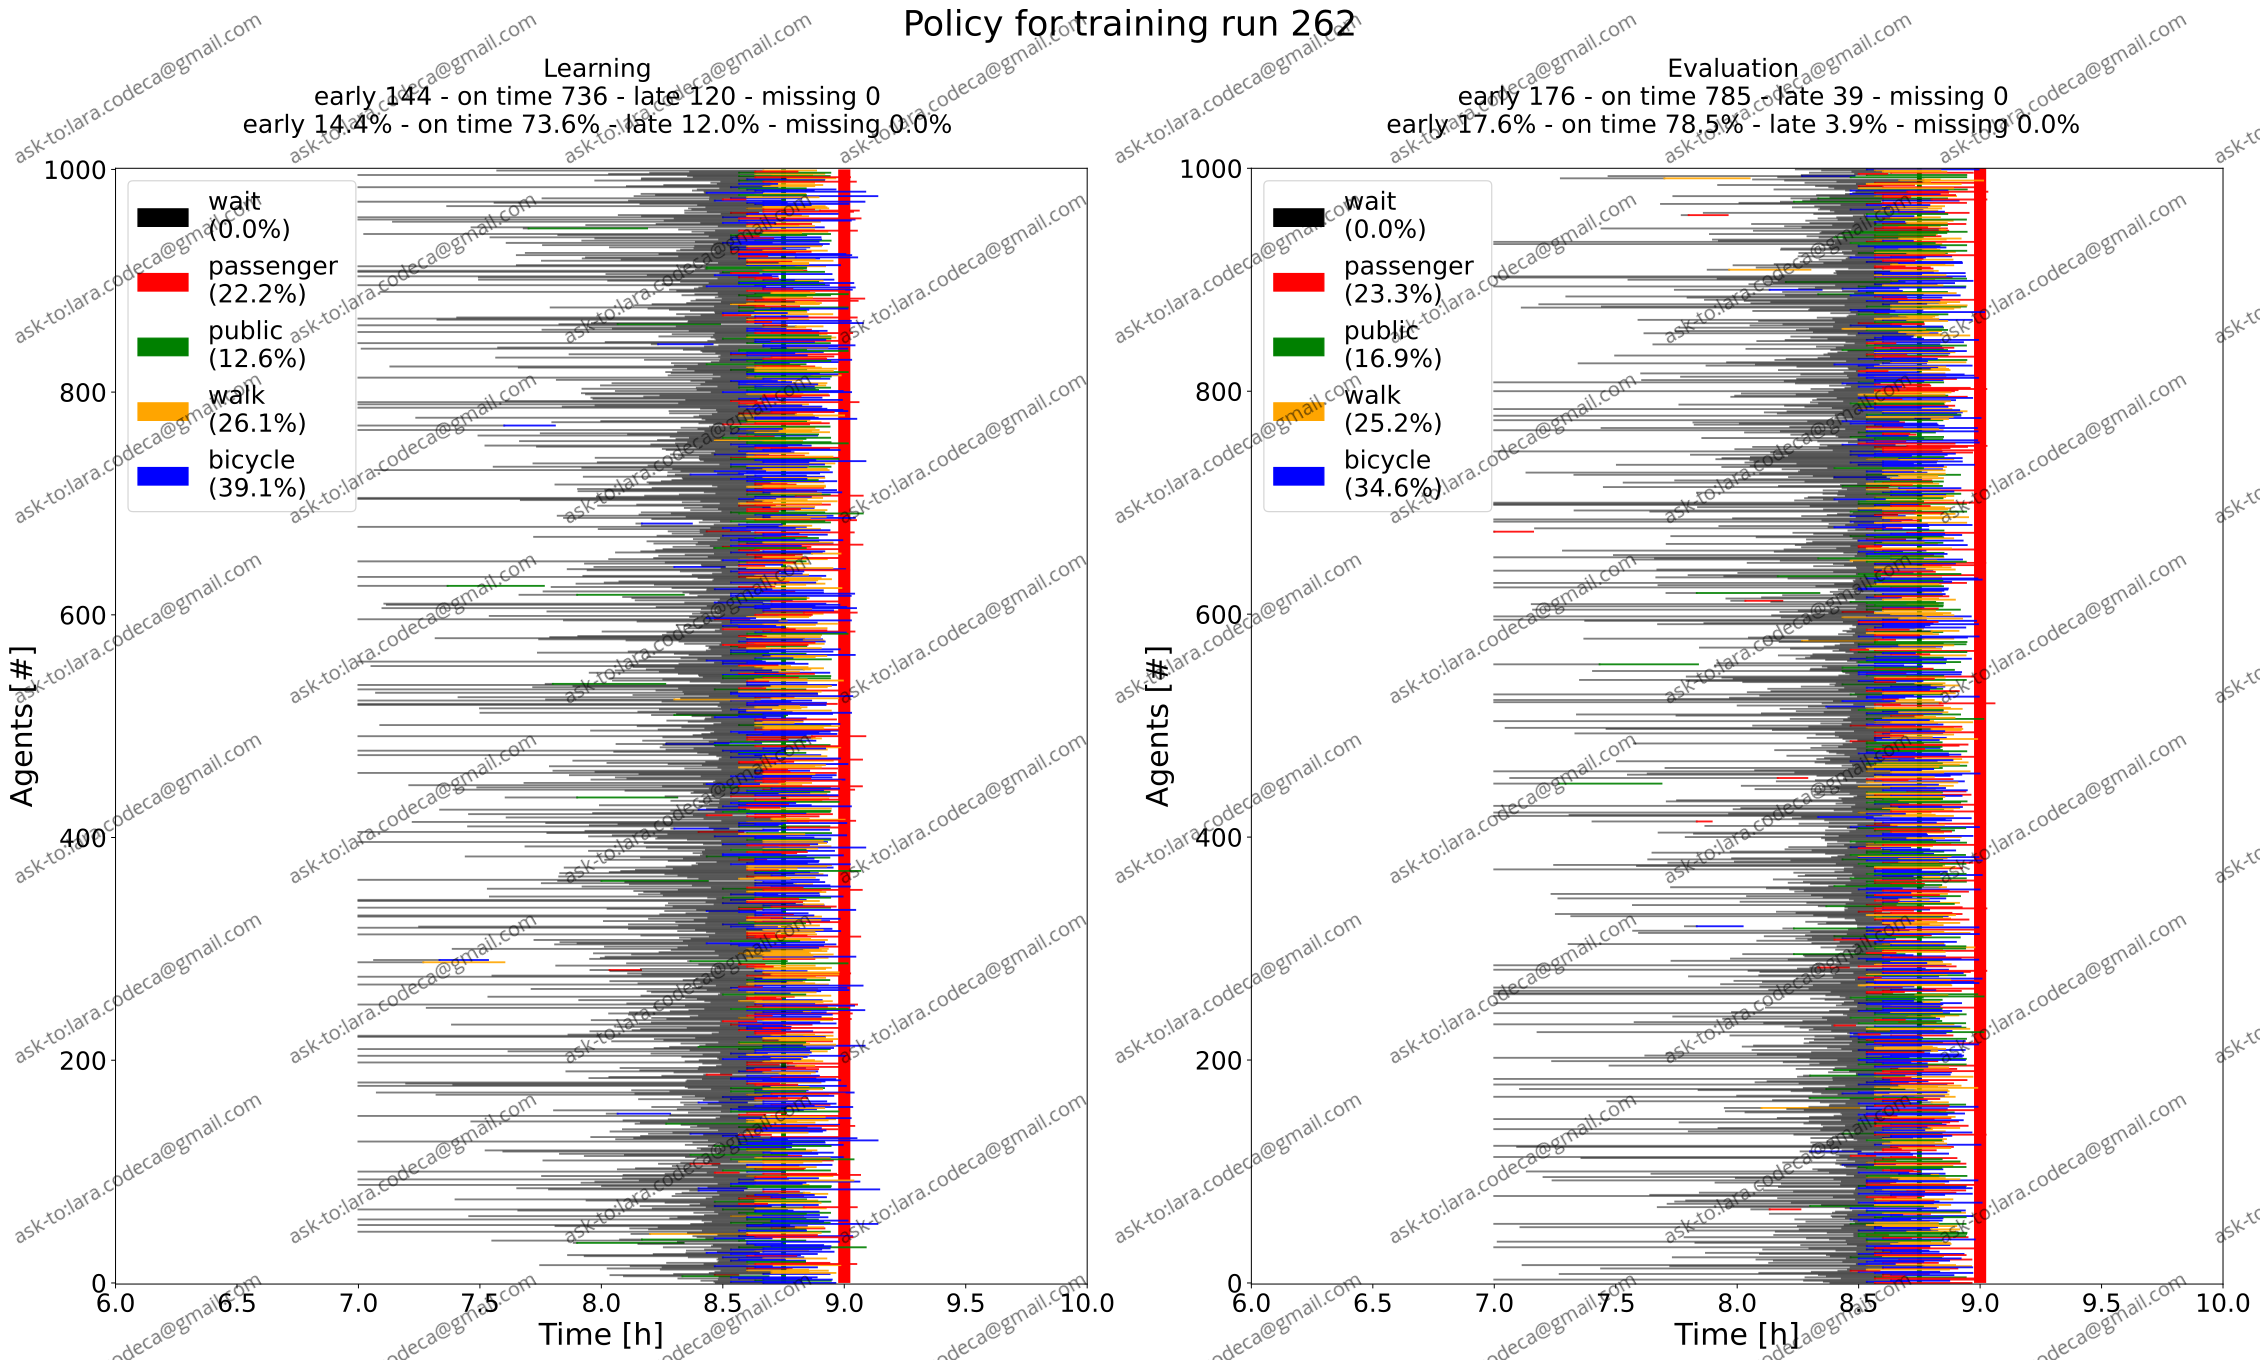 Policy for training run 262
Learning
early 144 - on time 736 - late 120 - missing 0
early 14.4% - on time 73.6% - late 12.0% - missing 0.0%
1000
800
600
400
200
0
Agents [#]
wait
(0.0%)
passenger
(22.2%)
public
(12.6%)
walk
(26.1%)
bicycle
(39.1%)
6.0 6.5 7.0 7.5 8.0 8.5 9.0 9.5 10.0
Time [h]
Evaluation
early 176 - on time 785 - late 39 - missing 0
early 17.6% - on time 78.5% - late 3.9% - missing 0.0%
1000
800
600
400
200
0
Agents [#]
wait
(0.0%)
passenger
(23.3%)
public
(16.9%)
walk
(25.2%)
bicycle
(34.6%)
6.0 6.5 7.0 7.5 8.0 8.5 9.0 9.5 10.0
Time [h]
ask-to:lara.codeca@gmail.com